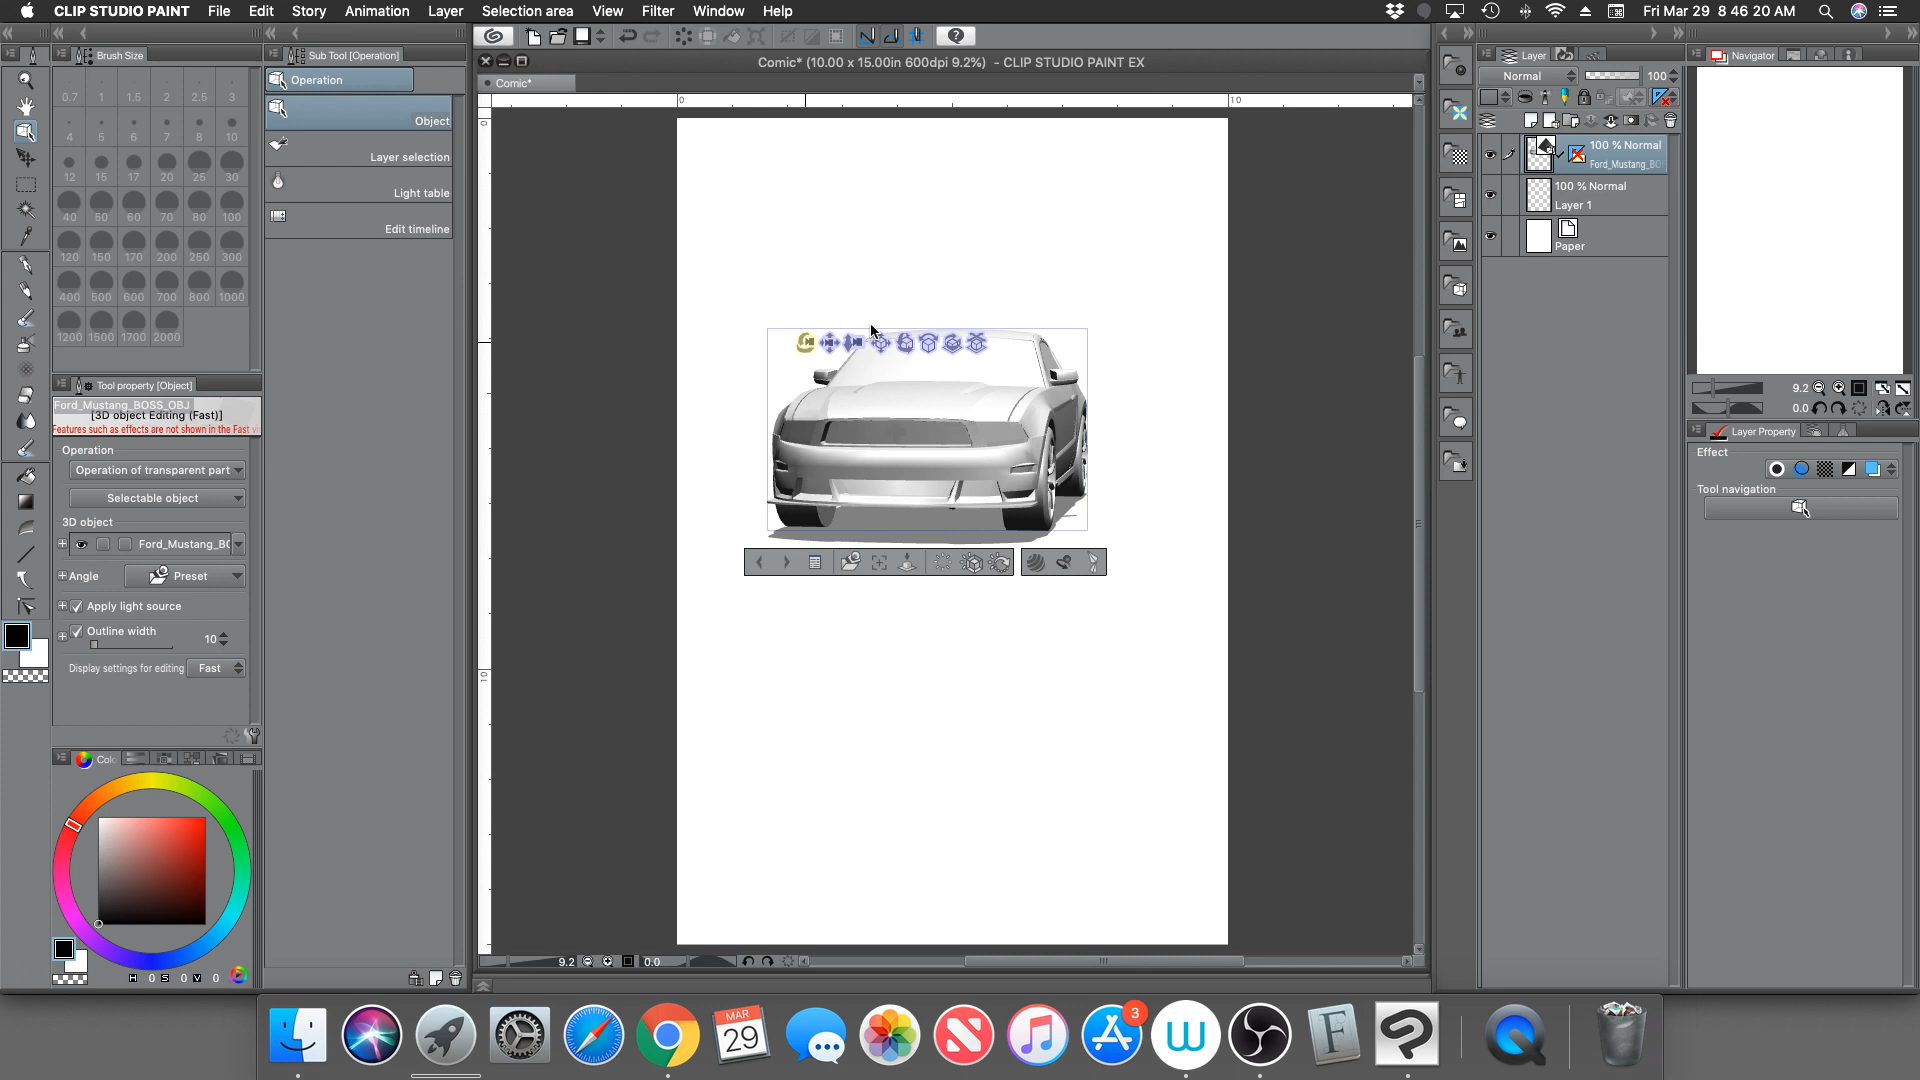 CLIP STUDIO PAINT File Edit Story Animation Layer Selection area View Filter Window Help
Fri Mar 29 8 46 20 AM
Brush Size
Sub Tool [Operation]
Comic* (10.00 x 15.00in 600dpi 9.2%) - CLIP STUDIO PAINT EX
Comic*
0
10
0
10
Operation
Object
Layer selection
Light table
Edit timeline
0.7 1 1.5 2 2.5 3
4 5 6 7 8 10
12 15 17 20 25 30
40 50 60 70 80 100
120 150 170 200 250 300
400 500 600 700 800 1000
1200 1500 1700 2000
Tool property [Object]
Ford_Mustang_BOSS_OBJ
[3D object Editing (Fast)]
Features such as effects are not shown in the Fast vi
Operation
Operation of transparent part
Selectable object
3D object
Ford_Mustang_BO
Angle
Preset
Apply light source
Outline width
10
Display settings for editing
Fast
Colo
H 0 S 0 V 0
9.2
0.0
Layer
Normal
100
100 % Normal
Ford_Mustang_BO
100 % Normal
Layer 1
Paper
Navigator
9.2
0.0
Layer Property
Effect
Tool navigation
MAR
29
3